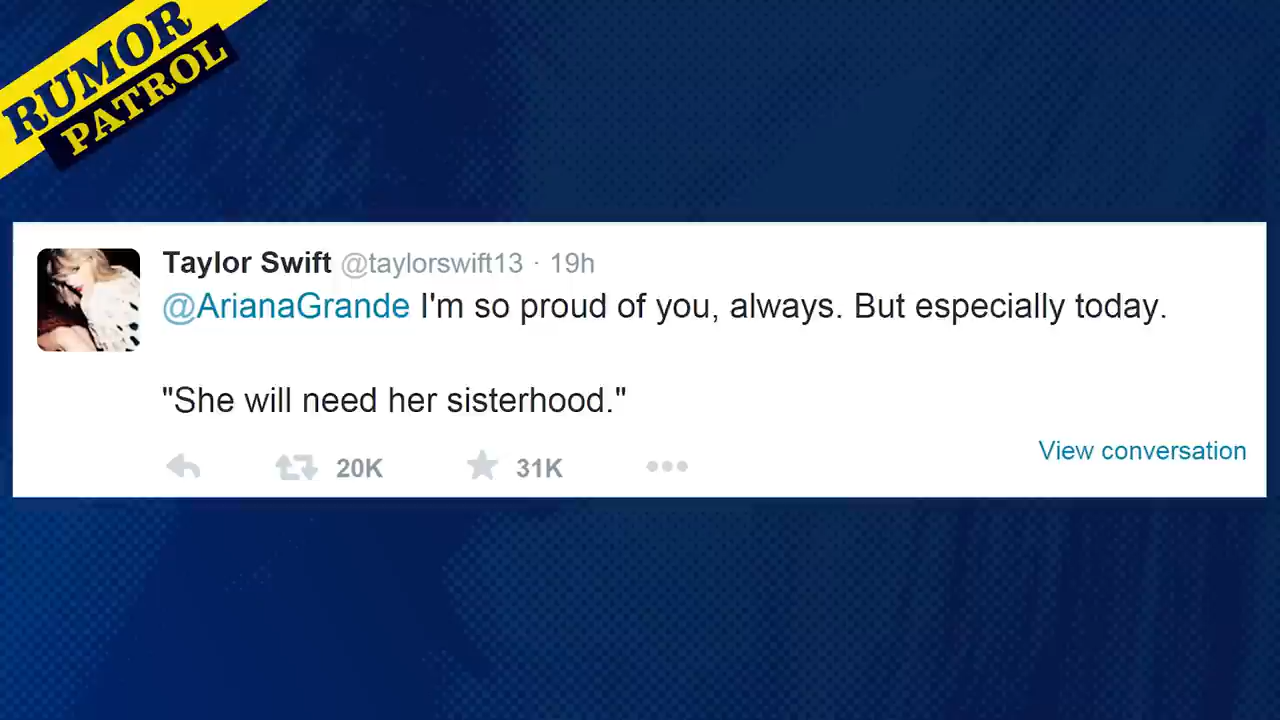 RUMOR
PATROL
Taylor Swift @taylorswift13 · 19h
@ArianaGrande I'm so proud of you, always. But especially today.
"She will need her sisterhood."
View conversation
20K 31K